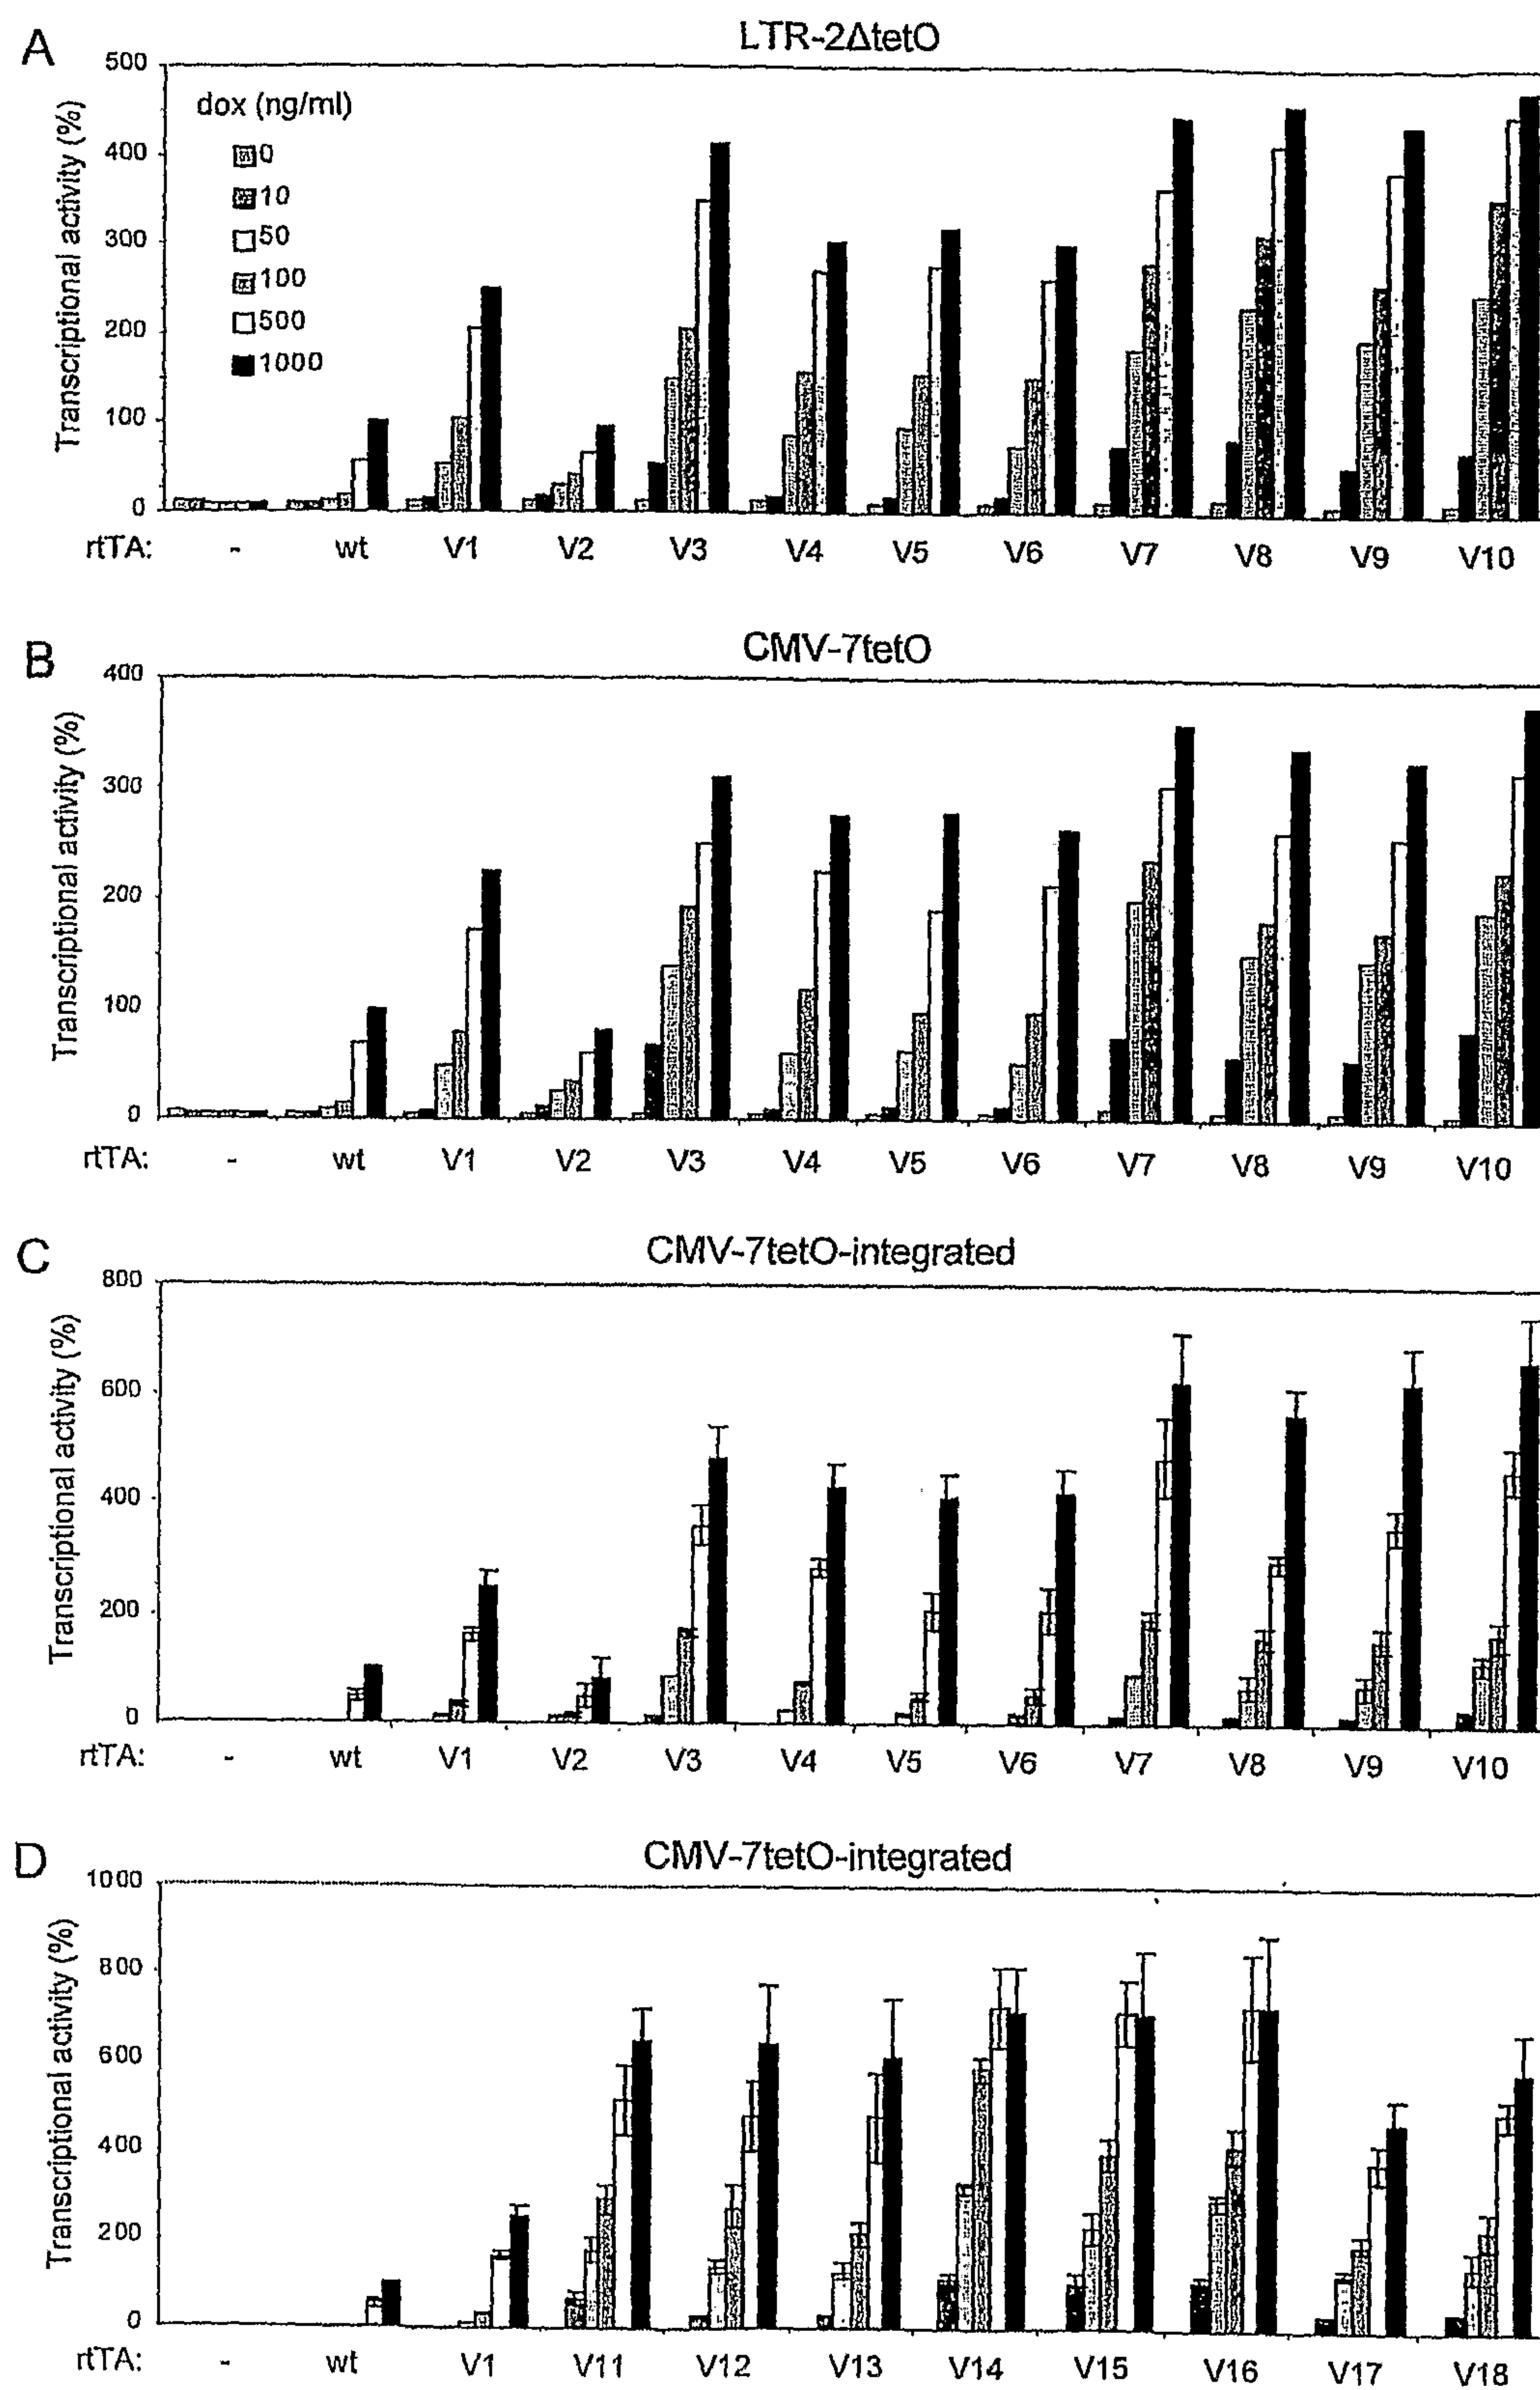 A
LTR-2ΔtetO
Transcriptional activity (%)
500
400
300
200
100
0
dox (ng/ml)
0
10
50
100
500
1000
rtTA: - wt V1 V2 V3 V4 V5 V6 V7 V8 V9 V10
B
CMV-7tetO
Transcriptional activity (%)
400
300
200
100
0
rtTA: - wt V1 V2 V3 V4 V5 V6 V7 V8 V9 V10
C
CMV-7tetO-integrated
Transcriptional activity (%)
800
600
400
200
0
rtTA: - wt V1 V2 V3 V4 V5 V6 V7 V8 V9 V10
D
CMV-7tetO-integrated
Transcriptional activity (%)
1000
800
600
400
200
0
rtTA: - wt V1 V11 V12 V13 V14 V15 V16 V17 V18